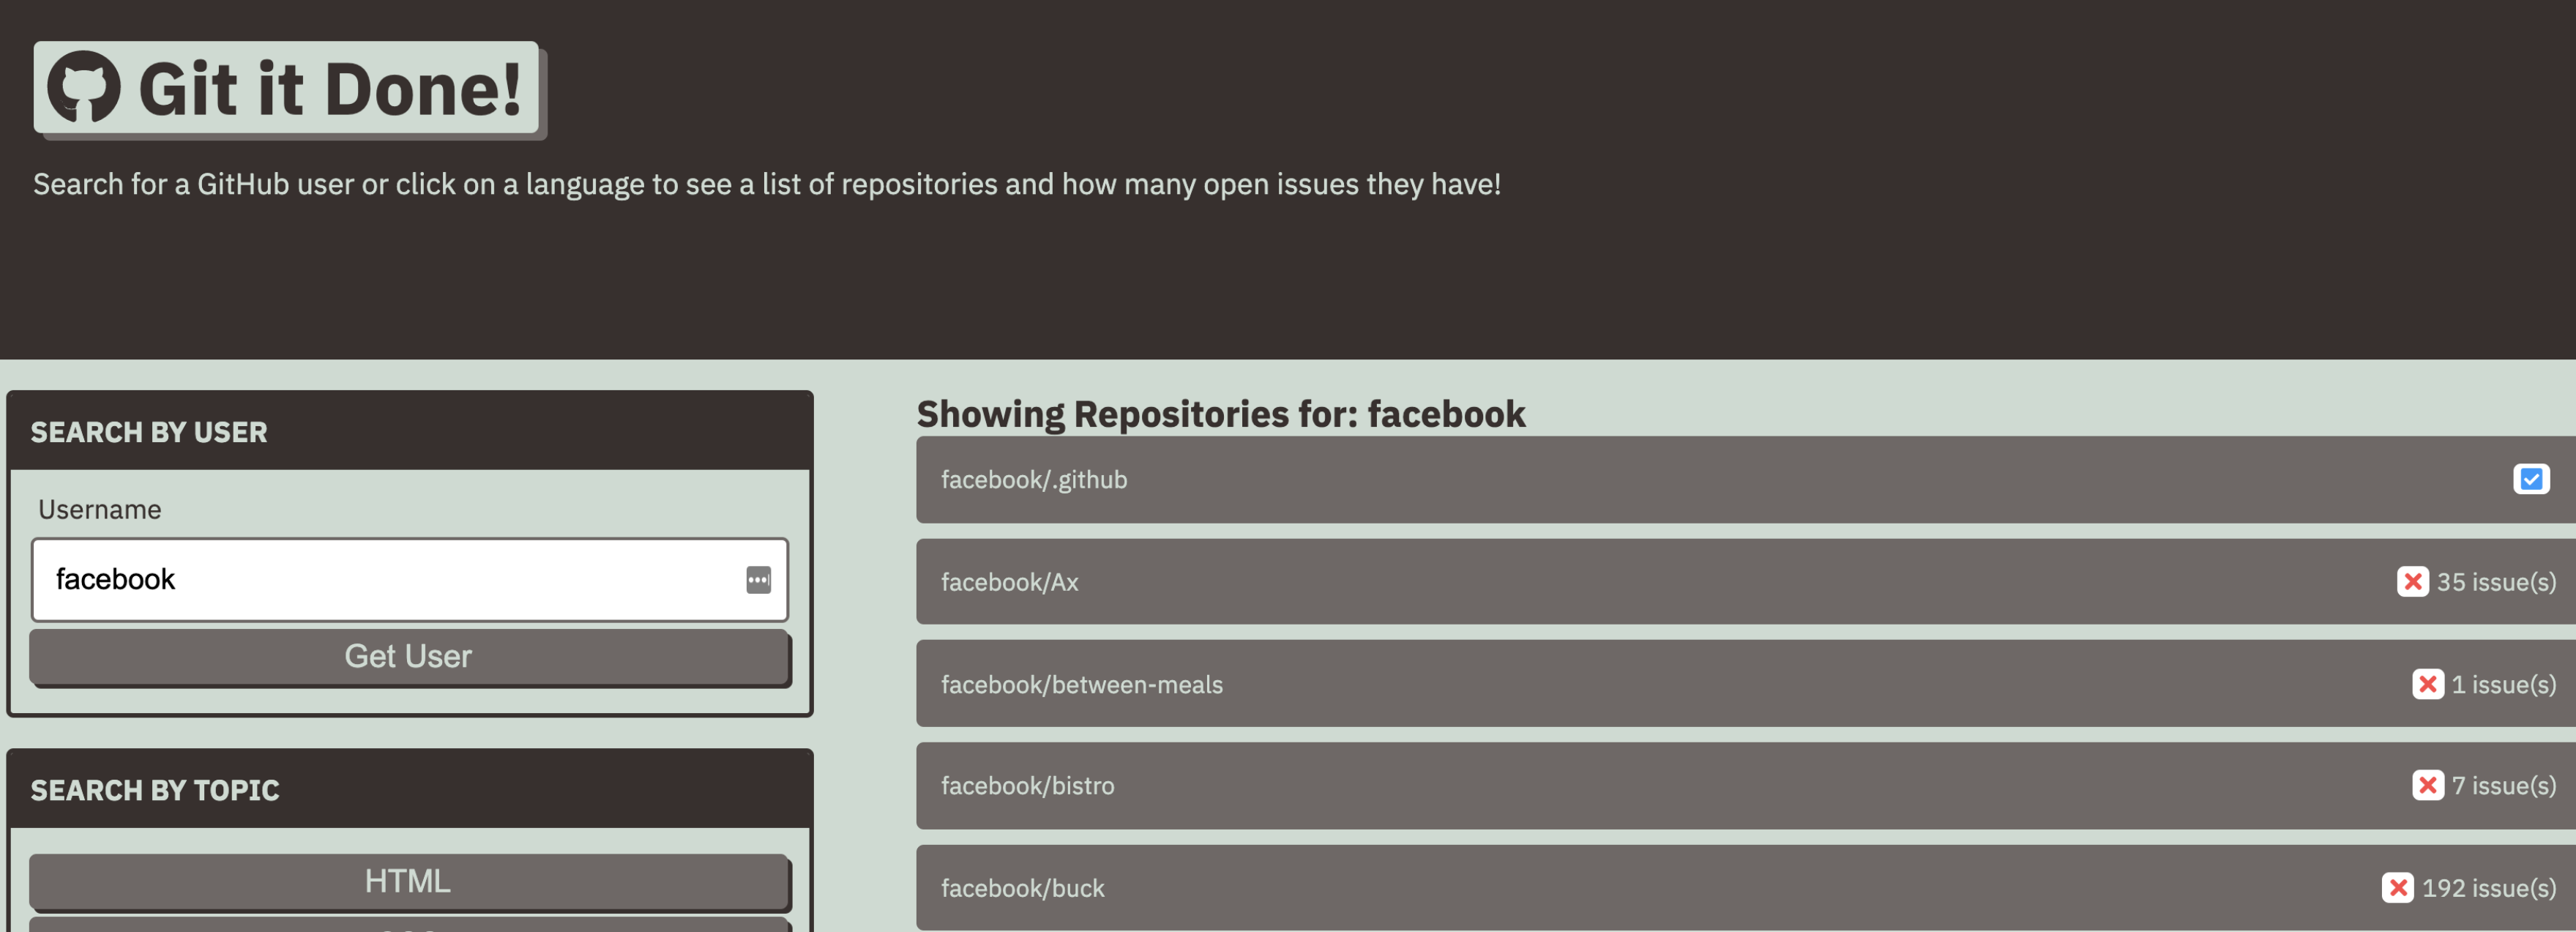 Git it Done!
Search for a GitHub user or click on a language to see a list of repositories and how many open issues they have!
SEARCH BY USER
Username
facebook
Get User
SEARCH BY TOPIC
HTML
Showing Repositories for: facebook
facebook/.github
facebook/Ax 35 issue(s)
facebook/between-meals 1 issue(s)
facebook/bistro 7 issue(s)
facebook/buck 192 issue(s)